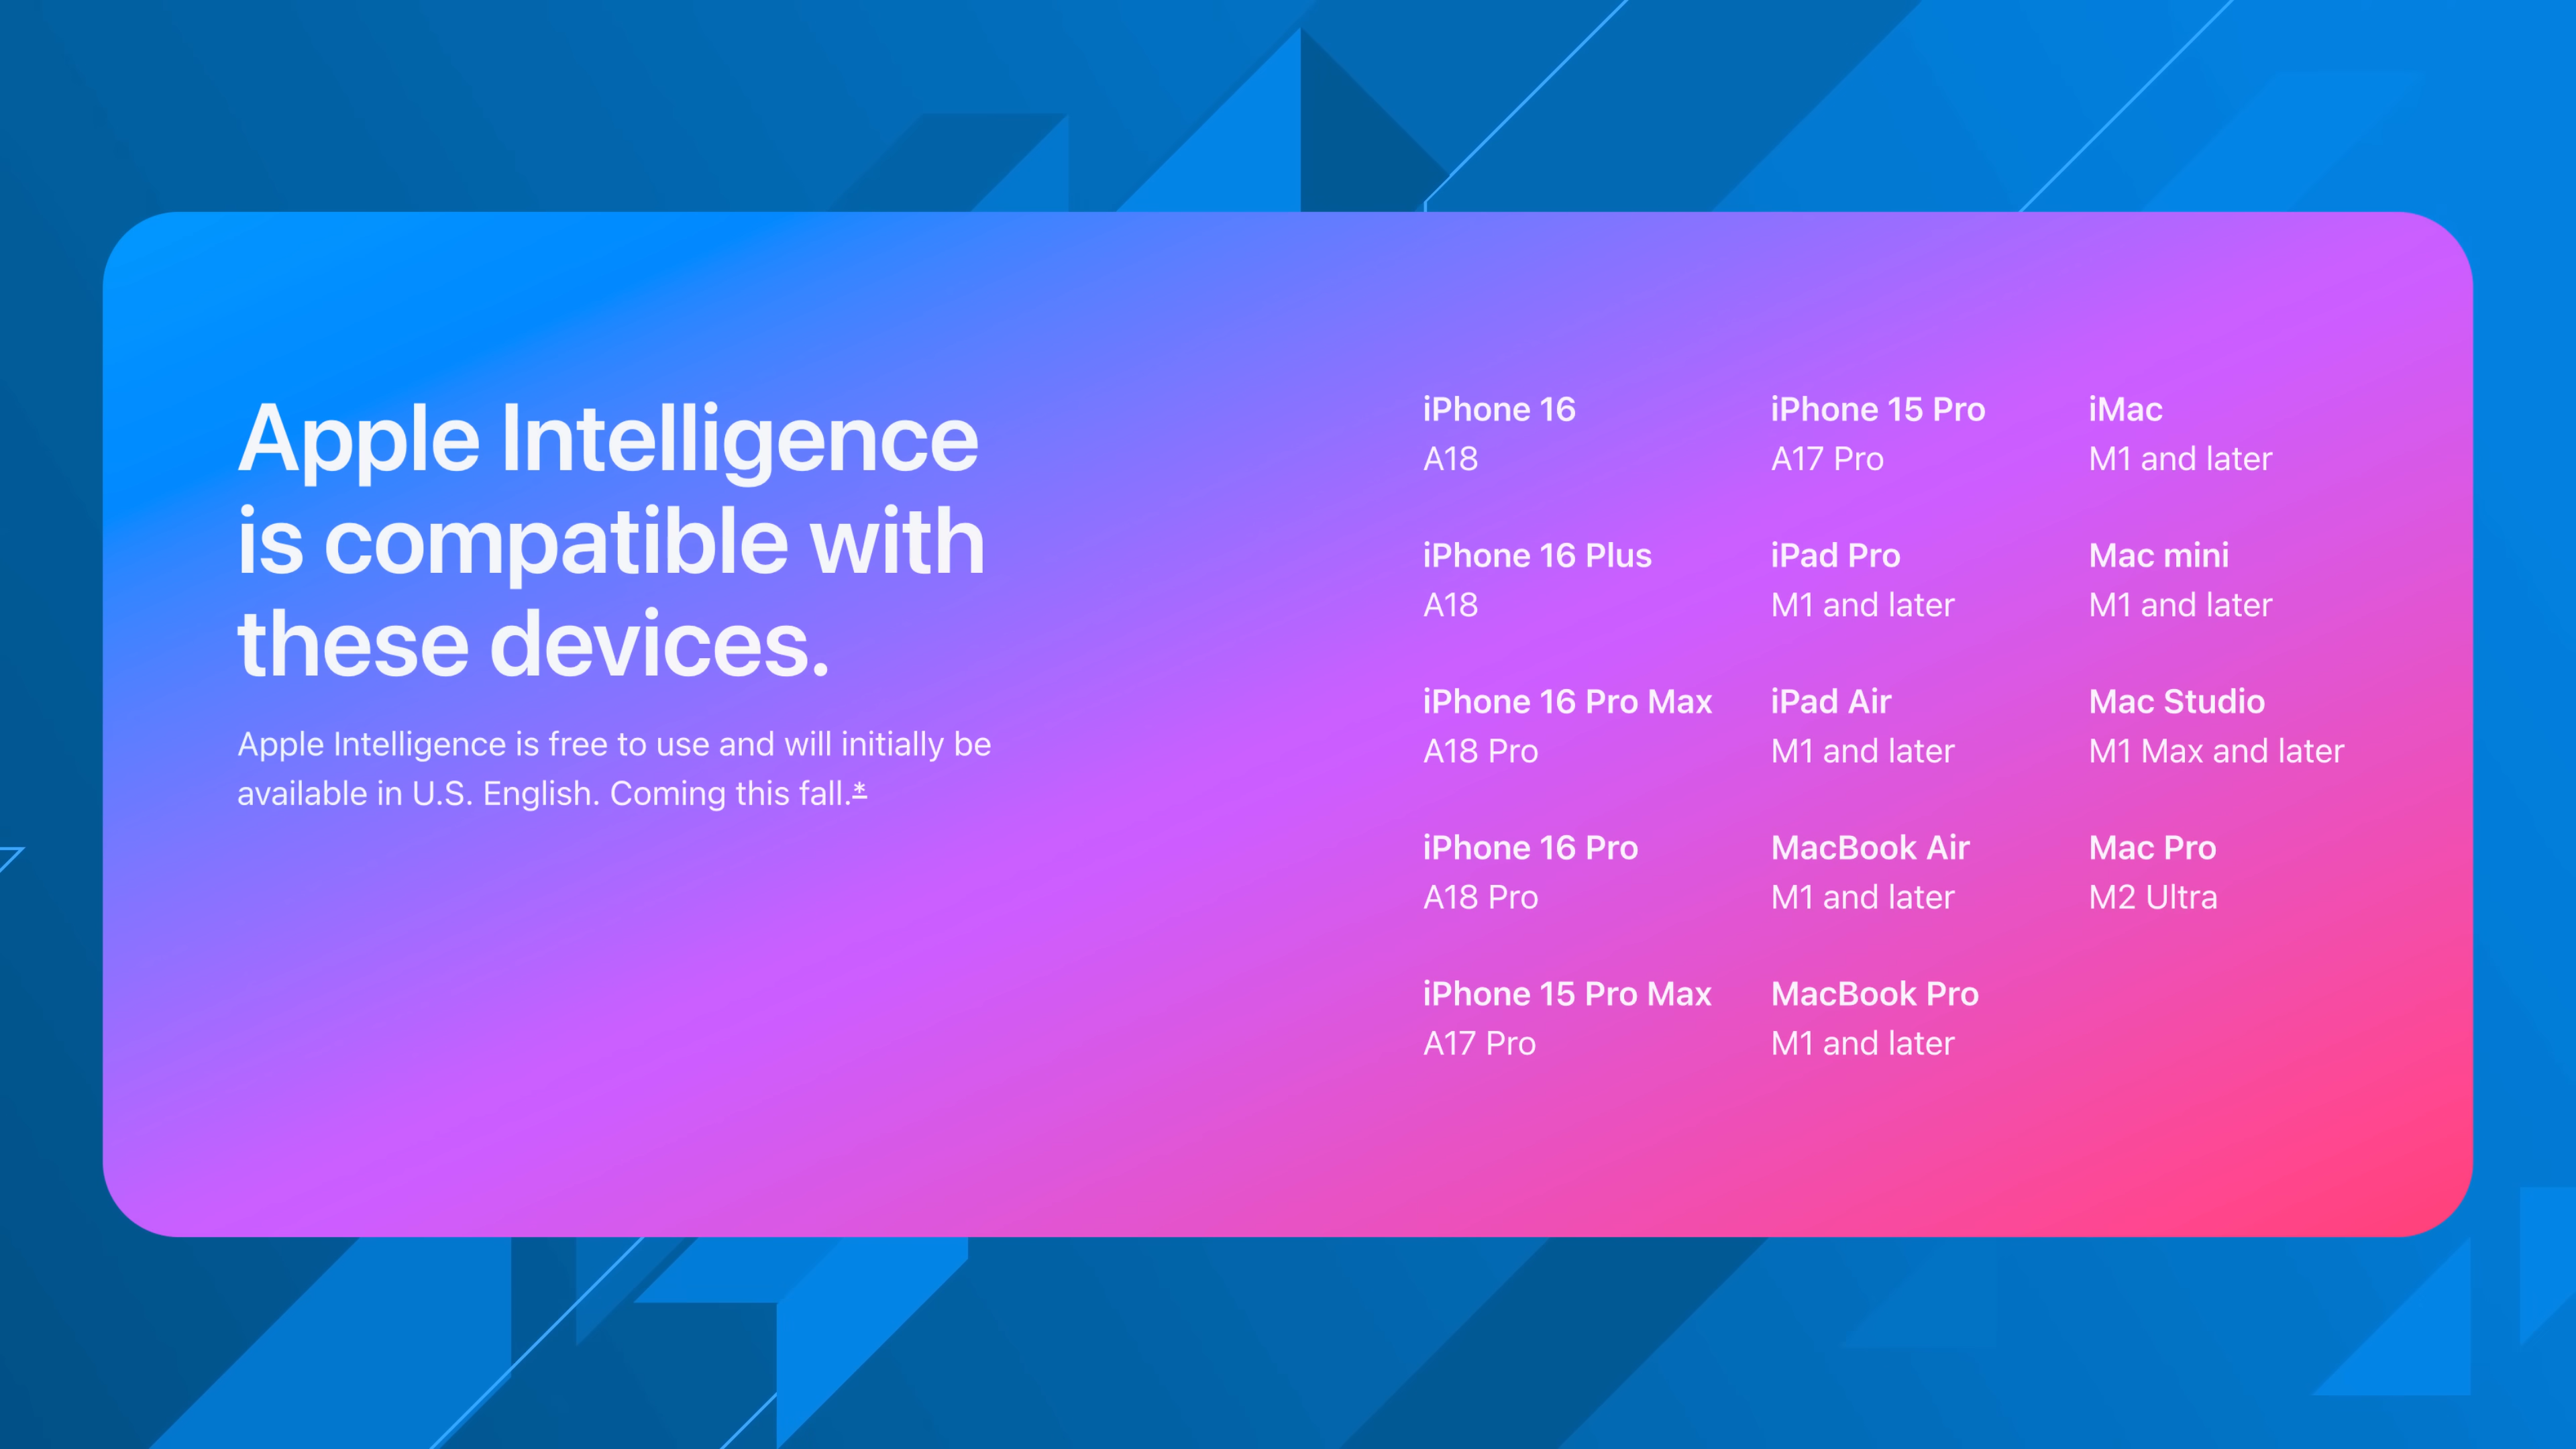 Apple Intelligence
is compatible with
these devices.
Apple Intelligence is free to use and will initially be
available in U.S. English. Coming this fall.*
iPhone 16
A18
iPhone 16 Plus
A18
iPhone 16 Pro Max
A18 Pro
iPhone 16 Pro
A18 Pro
iPhone 15 Pro Max
A17 Pro
iPhone 15 Pro
A17 Pro
iPad Pro
M1 and later
iPad Air
M1 and later
MacBook Air
M1 and later
MacBook Pro
M1 and later
iMac
M1 and later
Mac mini
M1 and later
Mac Studio
M1 Max and later
Mac Pro
M2 Ultra